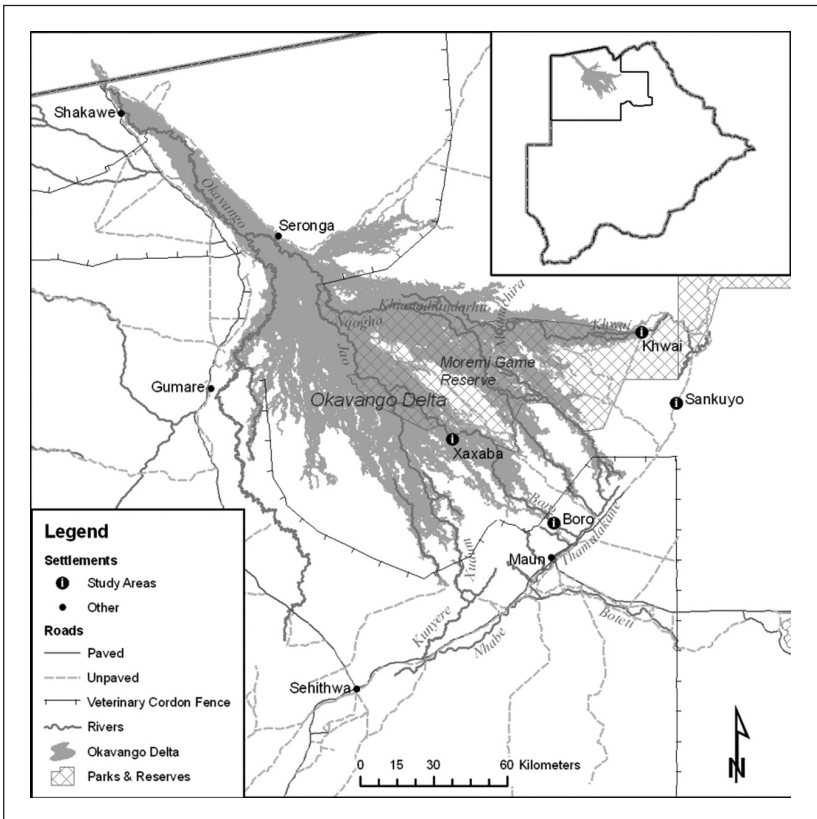 Shakawe
Okavango
Seronga
Khwai
Nqogha
Khwai
Jao
Moremi Game
Reserve
Gumare
Okavango Delta
Sankuyo
Xaxaba
Boro
Boro
Maun
Thamalakane
Xudum
Kunyere
Nhabe
Boteti
Sehithwa
Legend
Settlements
Study Areas
Other
Roads
Paved
Unpaved
Veterinary Cordon Fence
Rivers
Okavango Delta
Parks & Reserves
0 15 30 60 Kilometers
N